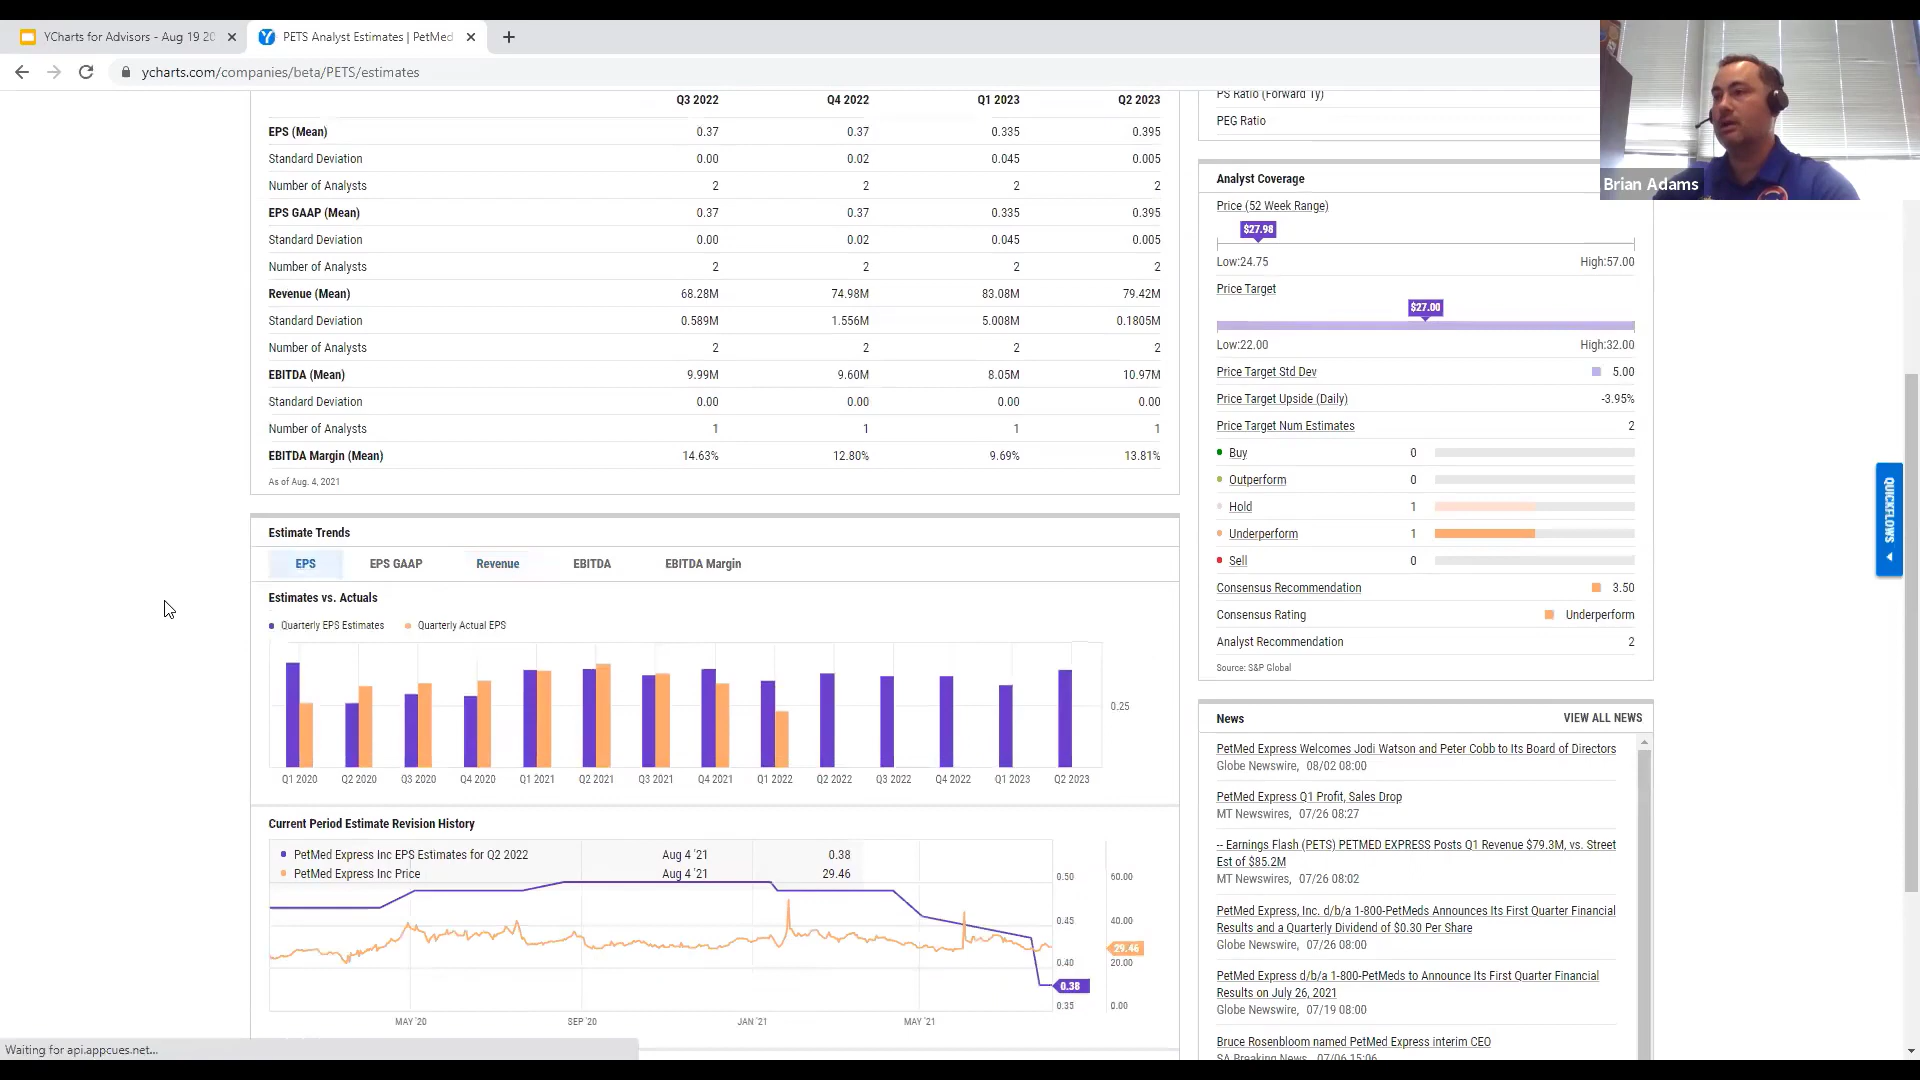 YCharts for Advisors - Aug 19 20
PETS Analyst Estimates | PetMed
ycharts.com/companies/beta/PETS/estimates
Q3 2022 Q4 2022 Q1 2023 Q2 2023
EPS (Mean) 0.37 0.37 0.335 0.395
Standard Deviation 0.00 0.02 0.045 0.005
Number of Analysts 2 2 2 2
EPS GAAP (Mean) 0.37 0.37 0.335 0.395
Standard Deviation 0.00 0.02 0.045 0.005
Number of Analysts 2 2 2 2
Revenue (Mean) 68.28M 74.98M 83.08M 79.42M
Standard Deviation 0.589M 1.556M 5.008M 0.1805M
Number of Analysts 2 2 2 2
EBITDA (Mean) 9.99M 9.60M 8.05M 10.97M
Standard Deviation 0.00 0.00 0.00 0.00
Number of Analysts 1 1 1 1
EBITDA Margin (Mean) 14.63% 12.80% 9.69% 13.81%
As of Aug. 4, 2021
Estimate Trends
EPS EPS GAAP Revenue EBITDA EBITDA Margin
Estimates vs. Actuals
Quarterly EPS Estimates Quarterly Actual EPS
0.25
Q1 2020 Q2 2020 Q3 2020 Q4 2020 Q1 2021 Q2 2021 Q3 2021 Q4 2021 Q1 2022 Q2 2022 Q3 2022 Q4 2022 Q1 2023 Q2 2023
Current Period Estimate Revision History
PetMed Express Inc EPS Estimates for Q2 2022 Aug 4 '21 0.38
PetMed Express Inc Price Aug 4 '21 29.46
0.50 60.00
0.45 40.00
29.46
0.40 20.00
0.38
0.35 0.00
MAY '20 SEP '20 JAN '21 MAY '21
Waiting for api.appcues.net...
PS Ratio (Forward 1y)
PEG Ratio
Brian Adams
Analyst Coverage
Price (52 Week Range)
$27.98
Low:24.75 High:57.00
Price Target
$27.00
Low:22.00 High:32.00
Price Target Std Dev 5.00
Price Target Upside (Daily) -3.95%
Price Target Num Estimates 2
Buy 0
Outperform 0
Hold 1
Underperform 1
Sell 0
Consensus Recommendation 3.50
Consensus Rating Underperform
Analyst Recommendation 2
Source: S&P Global
News VIEW ALL NEWS
PetMed Express Welcomes Jodi Watson and Peter Cobb to Its Board of Directors
Globe Newswire, 08/02 08:00
PetMed Express Q1 Profit, Sales Drop
MT Newswires, 07/26 08:27
-- Earnings Flash (PETS) PETMED EXPRESS Posts Q1 Revenue $79.3M, vs. Street
Est of $85.2M
MT Newswires, 07/26 08:02
PetMed Express, Inc. d/b/a 1-800-PetMeds Announces Its First Quarter Financial
Results and a Quarterly Dividend of $0.30 Per Share
Globe Newswire, 07/26 08:00
PetMed Express d/b/a 1-800-PetMeds to Announce Its First Quarter Financial
Results on July 26, 2021
Globe Newswire, 07/19 08:00
Bruce Rosenbloom named PetMed Express interim CEO
SA Breaking News, 07/06 15:06
QUICKFLOWS